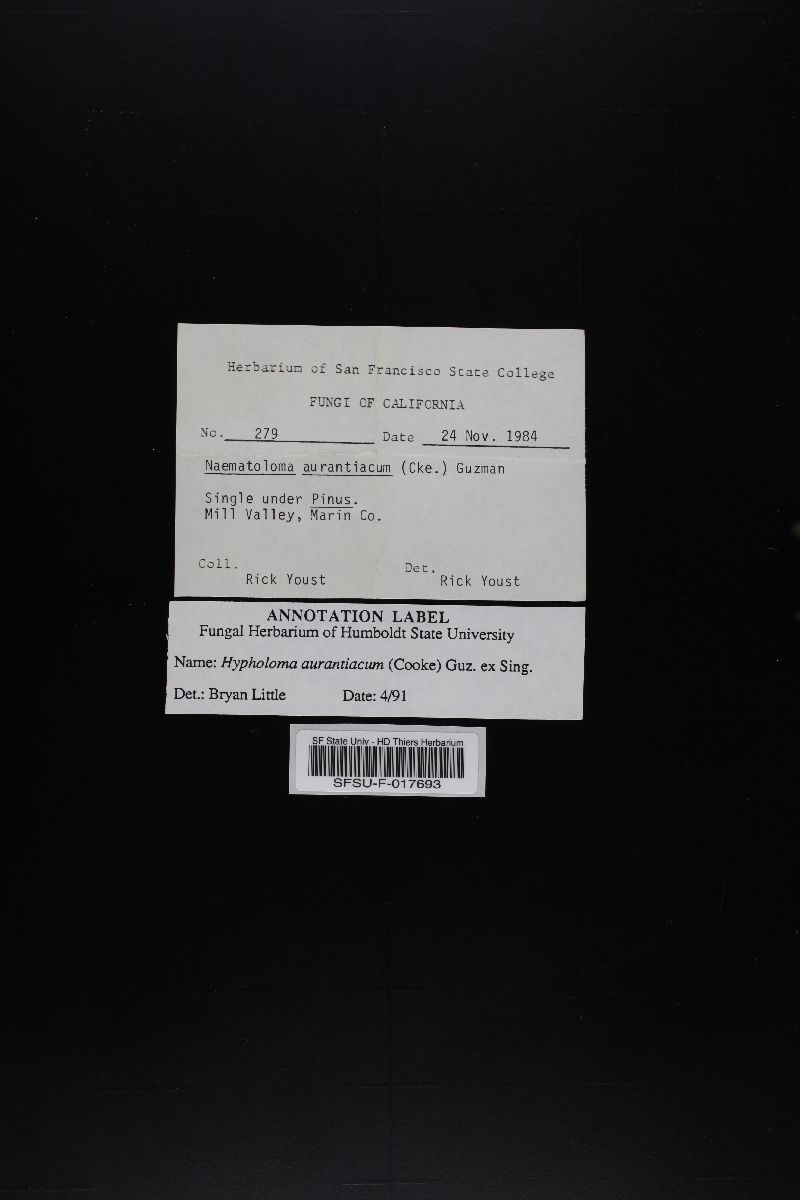 Herbarium of San Francisco State College
FUNGI OF CALIFORNIA
No. 279 Date 24 Nov. 1984
Naematoloma aurantiacum (Cke.) Guzman
Single under Pinus.
Mill Valley, Marin Co.
Coll. Det.
Rick Youst Rick Youst
ANNOTATION LABEL
Fungal Herbarium of Humboldt State University
Name: Hypholoma aurantiacum (Cooke) Guz. ex Sing.
Det.: Bryan Little Date: 4/91
SF State Univ - HD Thiers Herbarium
SFSU-F-017693